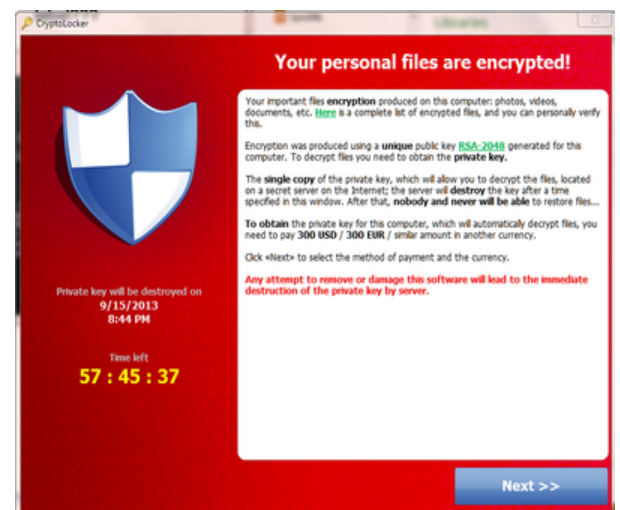 CryptoLocker
Libraries
Your personal files are encrypted!
Your important files encryption produced on this computer: photos, videos,
documents, etc. Here is a complete list of encrypted files, and you can personally verify
this.
Encryption was produced using a unique public key RSA-2048 generated for this
computer. To decrypt files you need to obtain the private key.
The single copy of the private key, which will allow you to decrypt the files, located
on a secret server on the Internet; the server will destroy the key after a time
specified in this window. After that, nobody and never will be able to restore files...
To obtain the private key for this computer, which will automatically decrypt files, you
need to pay 300 USD / 300 EUR / similar amount in another currency.
Click «Next» to select the method of payment and the currency.
Any attempt to remove or damage this software will lead to the immediate
destruction of the private key by server.
Private key will be destroyed on
9/15/2013
8:44 PM
Time left
57 : 45 : 37
Next >>